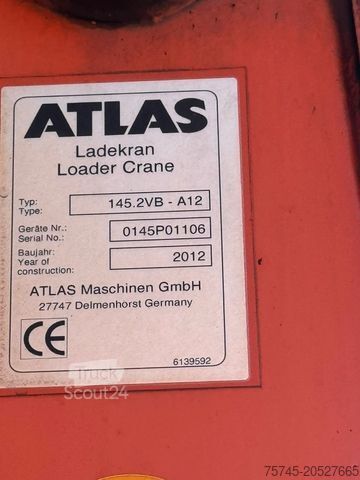 ATLAS
Ladekran
Loader Crane
Typ:
Type:
145.2VB - A12
Geräte Nr.:
Serial No.:
0145P01106
Baujahr:
Year of
construction:
2012
ATLAS Maschinen GmbH
27747 Delmenhorst Germany
CE
6139592
Truck
Scout24
75745-20527665